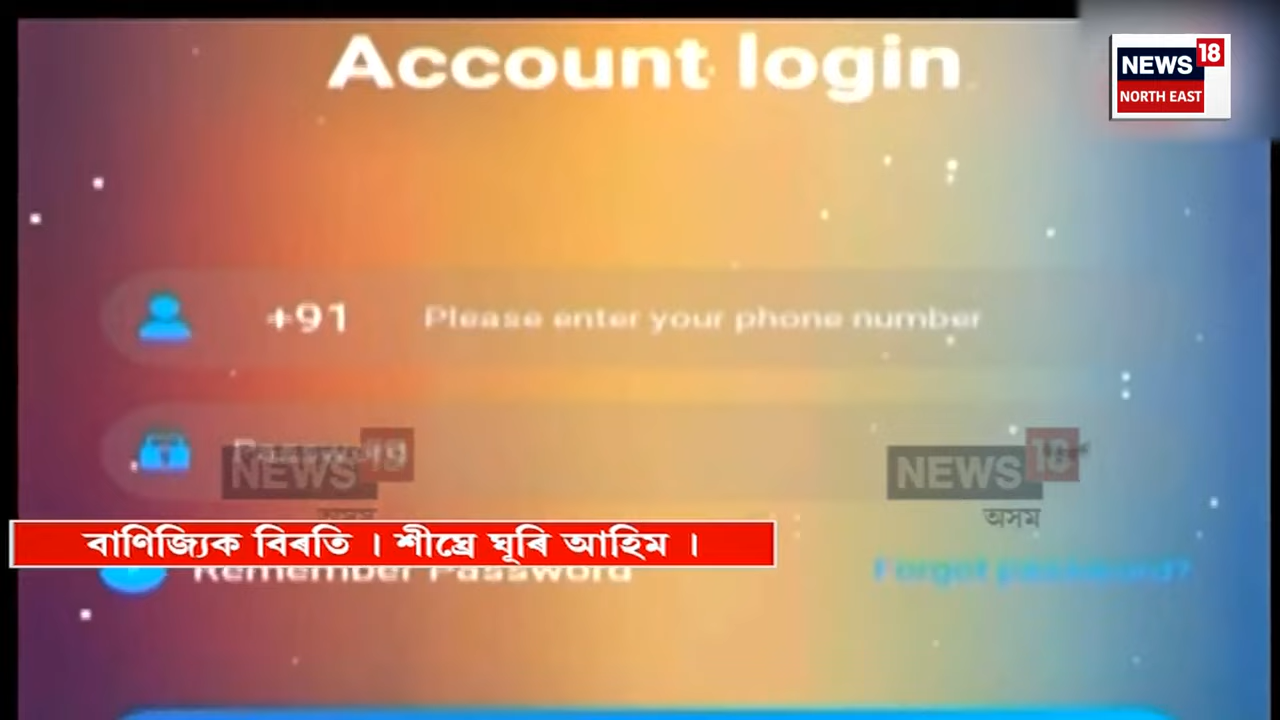 Account login
NEWS 18
NORTH EAST
+91 Please enter your phone number
Password
NEWS 18
অসম
NEWS 18
অসম
বাণিজ্যিক বিৰতি । শীঘ্ৰে ঘূৰি আহিম ।
Remember Password
Forgot password?